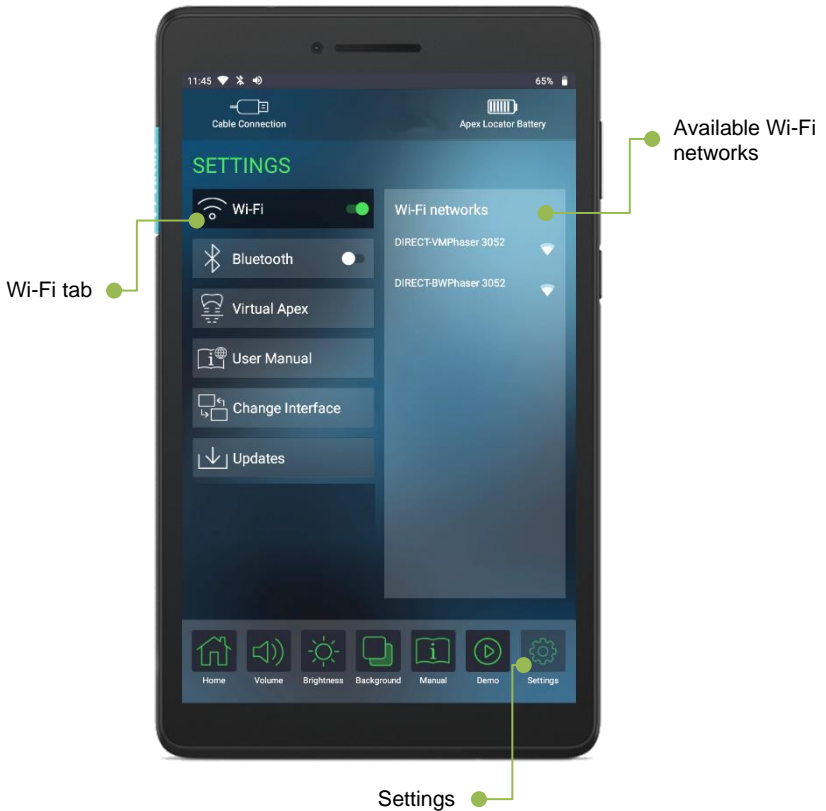 11:45
65%
Cable Connection
Apex Locator Battery
Available Wi-Fi
networks
SETTINGS
Wi-Fi
Wi-Fi networks
DIRECT-VMPhaser 3052
Bluetooth
DIRECT-BWPhaser 3052
Wi-Fi tab
Virtual Apex
User Manual
Change Interface
Updates
Home
Volume
Brightness
Background
Manual
Demo
Settings
Settings